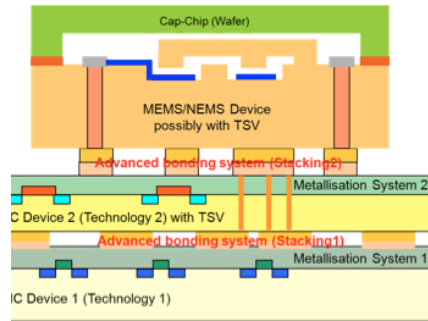 Cap-Chip (Wafer)
MEMS/NEMS Device
possibly with TSV
Advanced bonding system (Stacking2)
Metallisation System 2
C Device 2 (Technology 2) with TSV
Advanced bonding system (Stacking1)
Metallisation System 1
C Device 1 (Technology 1)